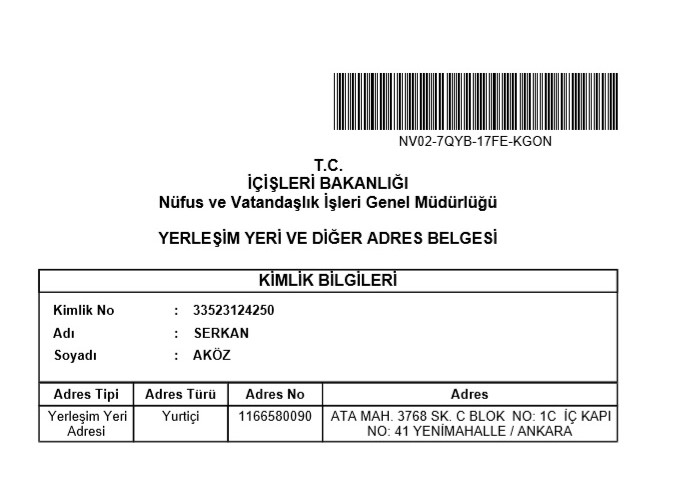 NV02-7QYB-17FE-KGON
T.C.
İÇİŞLERİ BAKANLIĞI
Nüfus ve Vatandaşlık İşleri Genel Müdürlüğü
YERLEŞİM YERİ VE DİĞER ADRES BELGESİ
KİMLİK BİLGİLERİ
Kimlik No : 33523124250
Adı : SERKAN
Soyadı : AKÖZ
Adres Tipi Adres Türü Adres No Adres
Yerleşim Yeri Yurtiçi 1166580090 ATA MAH. 3768 SK. C BLOK NO: 1C İÇ KAPI
Adresi NO: 41 YENİMAHALLE / ANKARA